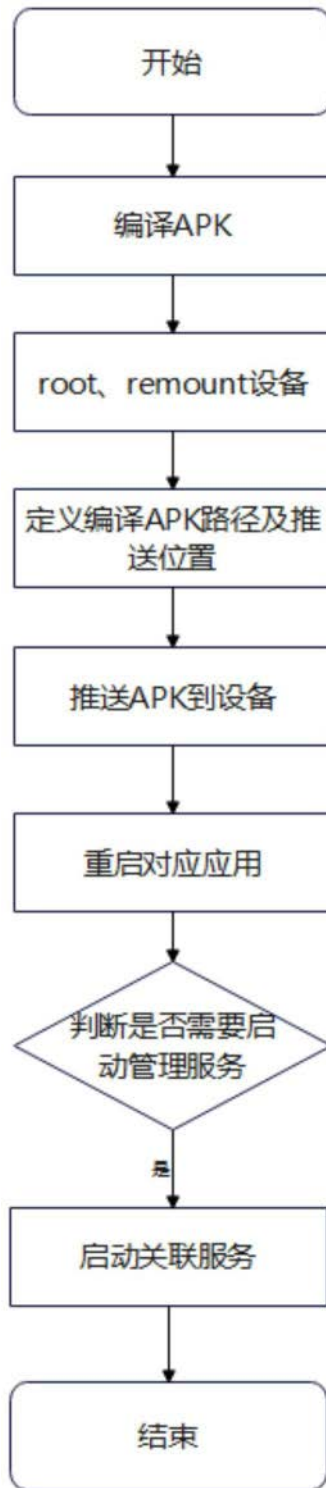 开始
编译APK
root、remount设备
定义编译APK路径及推
送位置
推送APK到设备
重启对应应用
判断是否需要启
动管理服务
是
启动关联服务
结束